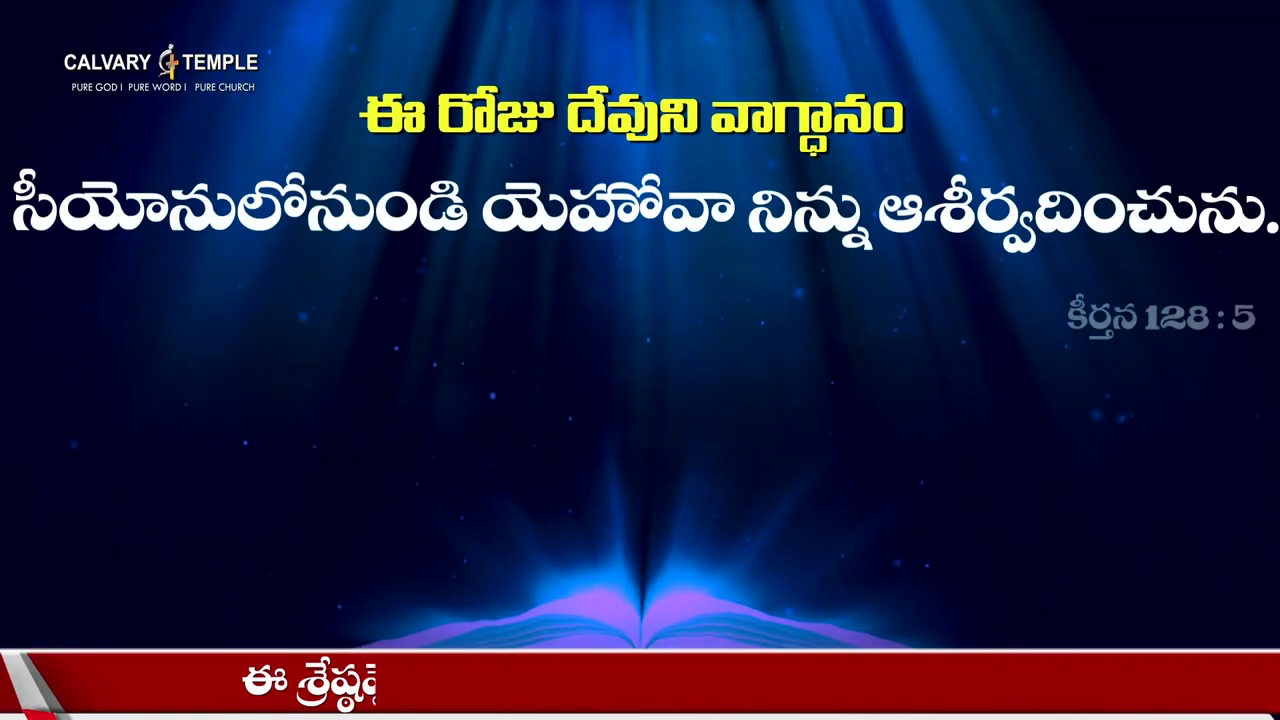 CALVARY TEMPLE
PURE GOD | PURE WORD | PURE CHURCH
ఈ రోజు దేవుని వాగ్ధానం
సీయోనులోనుండి యెహోవా నిన్ను ఆశీర్వదించును.
కీర్తన 128 : 5
ఈ